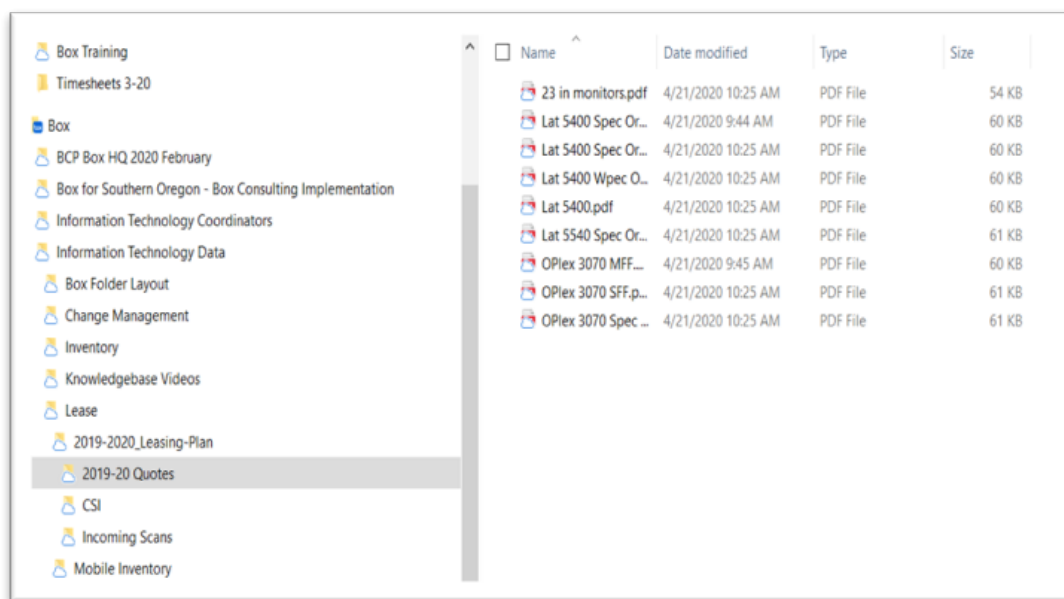 Box Training
Timesheets 3-20
Box
BCP Box HQ 2020 February
Box for Southern Oregon - Box Consulting Implementation
Information Technology Coordinators
Information Technology Data
Box Folder Layout
Change Management
Inventory
Knowledgebase Videos
Lease
2019-2020_Leasing-Plan
2019-20 Quotes
CSI
Incoming Scans
Mobile Inventory
Name Date modified Type Size
23 in monitors.pdf 4/21/2020 10:25 AM PDF File 54 KB
Lat 5400 Spec Or... 4/21/2020 9:44 AM PDF File 60 KB
Lat 5400 Spec Or... 4/21/2020 10:25 AM PDF File 60 KB
Lat 5400 Wpec O... 4/21/2020 10:25 AM PDF File 60 KB
Lat 5400.pdf 4/21/2020 10:25 AM PDF File 60 KB
Lat 5540 Spec Or... 4/21/2020 10:25 AM PDF File 61 KB
OPlex 3070 MFF.... 4/21/2020 9:45 AM PDF File 60 KB
OPlex 3070 SFF.p... 4/21/2020 10:25 AM PDF File 61 KB
OPlex 3070 Spec ... 4/21/2020 10:25 AM PDF File 61 KB